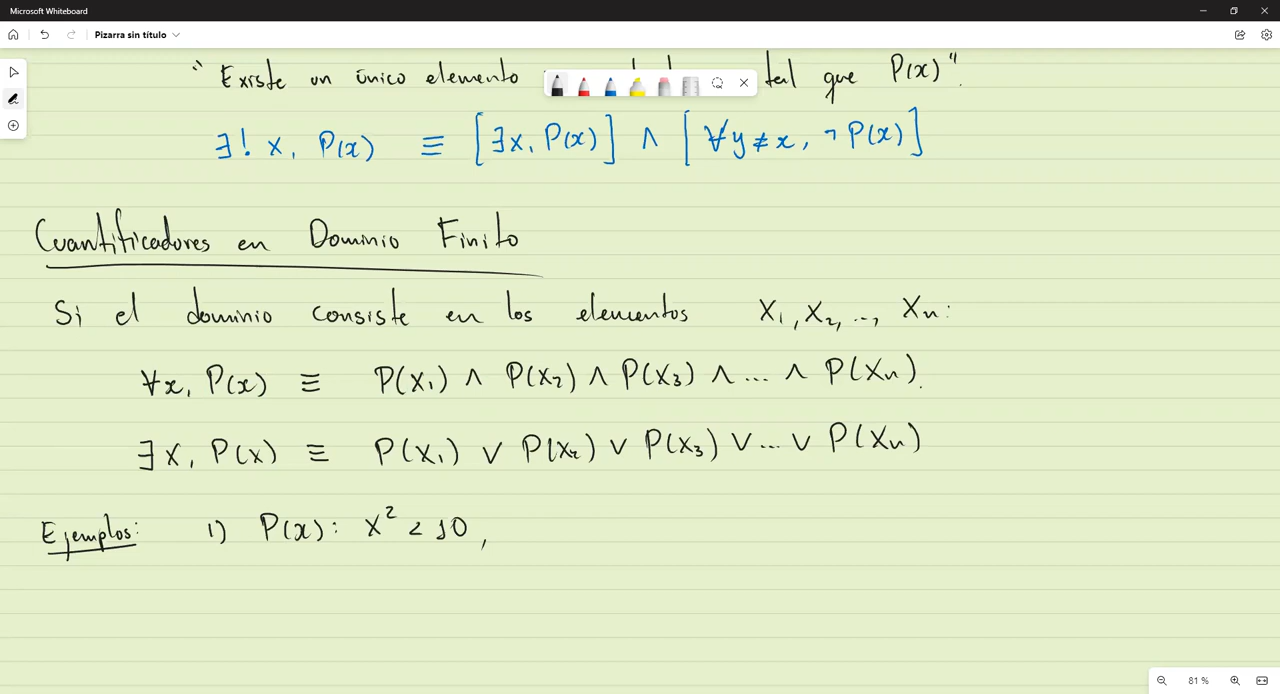 Microsoft Whiteboard
Pizarra sin título
"Existe un único elemento tal que P(x)".
∃! x, P(x) ≡ [∃x, P(x)] ∧ [∀y≠x, ¬P(x)]
Cuantificadores en Dominio Finito
Si el dominio consiste en los elementos X₁, X₂, ..., Xₙ:
∀x, P(x) ≡ P(X₁) ∧ P(X₂) ∧ P(X₃) ∧ ... ∧ P(Xₙ).
∃x, P(x) ≡ P(X₁) ∨ P(X₂) ∨ P(X₃) ∨ ... ∨ P(Xₙ)
Ejemplos: 1) P(x): x² < 10,
81 %